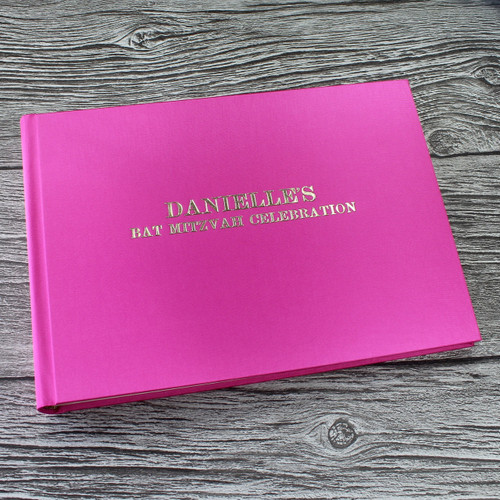 DANIELLE'S
BAT MITZVAH CELEBRATION